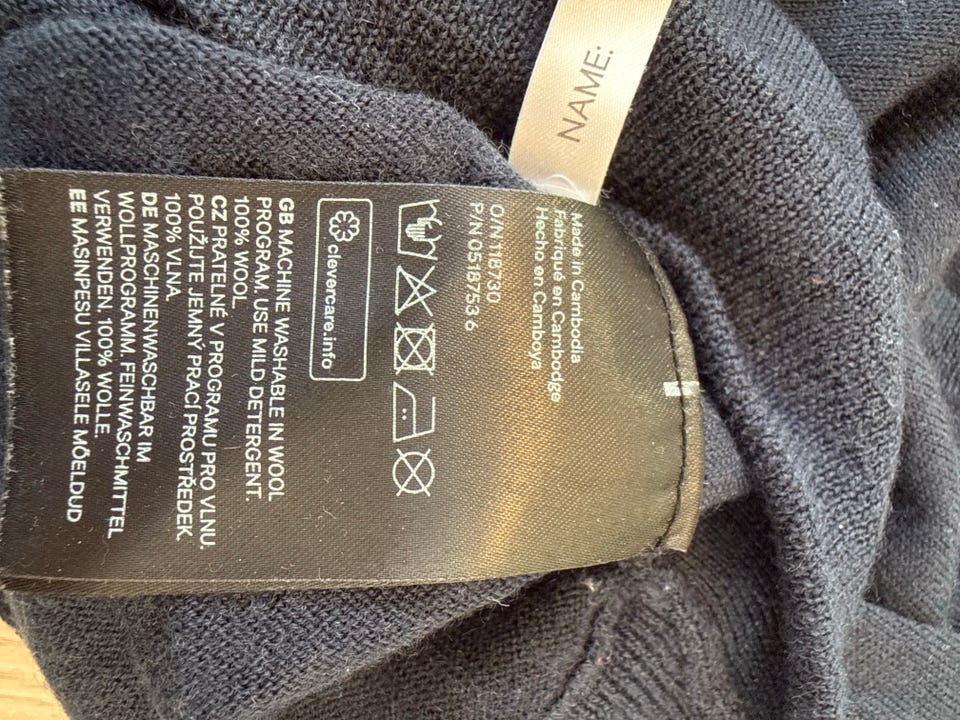 NAME:
Made in Cambodia
Fabriqué en Cambodge
Hecho en Camboya
O/N 118730
P/N 0518753 6
clevercare.info
GB MACHINE WASHABLE IN WOOL
PROGRAM, USE MILD DETERGENT.
100% WOOL
CZ PRATELNÉ V PROGRAMU PRO VLNU.
POUŽIJTE JEMNÝ PRACÍ PROSTŘEDEK.
100% VLNA.
DE MASCHINENWASCHBAR IM
WOLLPROGRAMM. FEINWASCHMITTEL
VERWENDEN. 100% WOLLE.
EE MASINPESU VILLASELE MÕELDUD